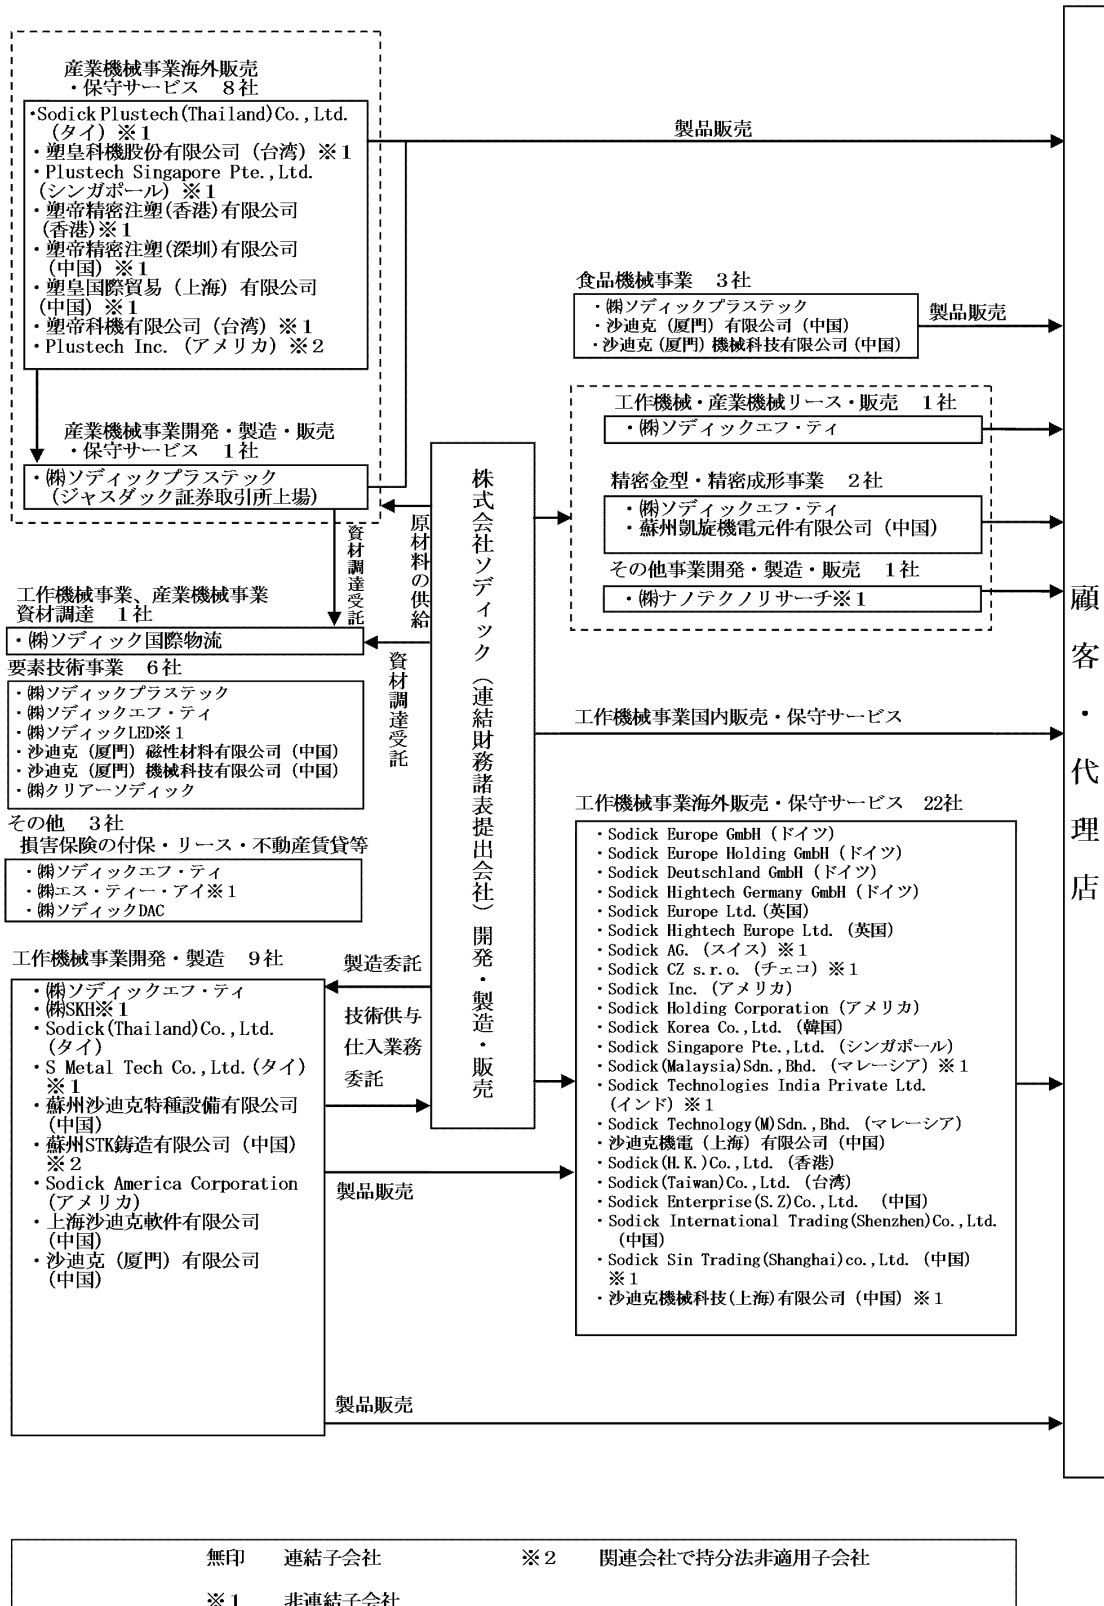 産業機械事業海外販売
・保守サービス　8社
・Sodick Plustech(Thailand)Co.,Ltd.
(タイ) ※1
・塑皇科機股份有限公司 (台湾) ※1
・Plustech Singapore Pte.,Ltd.
(シンガポール) ※1
・塑帝精密注塑(香港)有限公司
(香港)※1
・塑帝精密注塑(深圳)有限公司
(中国) ※1
・塑皇国際貿易 (上海) 有限公司
(中国) ※1
・塑帝科機有限公司 (台湾) ※1
・Plustech Inc. (アメリカ) ※2
産業機械事業開発・製造・販売
・保守サービス　1社
・㈱ソディックプラステック
(ジャスダック証券取引所上場)
資材調達受託
原材料の供給
工作機械事業、産業機械事業
資材調達　1社
・㈱ソディック国際物流
資材調達受託
要素技術事業　6社
・㈱ソディックプラステック
・㈱ソディックエフ・ティ
・㈱ソディックLED※1
・沙迪克 (厦門) 磁性材料有限公司 (中国)
・沙迪克 (厦門) 機械科技有限公司 (中国)
・㈱クリアーソディック
その他　3社
損害保険の付保・リース・不動産賃貸等
・㈱ソディックエフ・ティ
・㈱エス・ティー・アイ※1
・㈱ソディックDAC
工作機械事業開発・製造　9社
・㈱ソディックエフ・ティ
・㈱SKH※1
・Sodick(Thailand)Co.,Ltd.
(タイ)
・S Metal Tech Co.,Ltd.(タイ)
※1
・蘇州沙迪克特種設備有限公司
(中国)
・蘇州STK鋳造有限公司 (中国)
※2
・Sodick America Corporation
(アメリカ)
・上海沙迪克軟件有限公司
(中国)
・沙迪克 (厦門) 有限公司
(中国)
製造委託
技術供与
仕入業務
委託
製品販売
製品販売
株式会社ソディック (連結財務諸表提出会社) 開発・製造・販売
製品販売
食品機械事業　3社
・㈱ソディックプラステック
・沙迪克 (厦門) 有限公司 (中国)
・沙迪克 (厦門) 機械科技有限公司 (中国)
製品販売
工作機械・産業機械リース・販売　1社
・㈱ソディックエフ・ティ
精密金型・精密成形事業　2社
・㈱ソディックエフ・ティ
・蘇州凱旋機電元件有限公司 (中国)
その他事業開発・製造・販売　1社
・㈱ナノテクノリサーチ※1
工作機械事業国内販売・保守サービス
工作機械事業海外販売・保守サービス　22社
・Sodick Europe GmbH (ドイツ)
・Sodick Europe Holding GmbH (ドイツ)
・Sodick Deutschland GmbH (ドイツ)
・Sodick Hightech Germany GmbH (ドイツ)
・Sodick Europe Ltd.(英国)
・Sodick Hightech Europe Ltd. (英国)
・Sodick AG. (スイス) ※1
・Sodick CZ s.r.o. (チェコ) ※1
・Sodick Inc. (アメリカ)
・Sodick Holding Corporation (アメリカ)
・Sodick Korea Co.,Ltd. (韓国)
・Sodick Singapore Pte.,Ltd. (シンガポール)
・Sodick(Malaysia)Sdn.,Bhd. (マレーシア) ※1
・Sodick Technologies India Private Ltd.
(インド) ※1
・Sodick Technology(M)Sdn.,Bhd. (マレーシア)
・沙迪克機電 (上海) 有限公司 (中国)
・Sodick(H.K.)Co.,Ltd. (香港)
・Sodick(Taiwan)Co.,Ltd. (台湾)
・Sodick Enterprise(S.Z)Co.,Ltd. (中国)
・Sodick International Trading(Shenzhen)Co.,Ltd.
(中国)
・Sodick Sin Trading(Shanghai)co.,Ltd. (中国)
※1
・沙迪克機械科技(上海)有限公司 (中国) ※1
顧客・代理店
無印　連結子会社　※2　関連会社で持分法非適用子会社
※1　非連結子会社